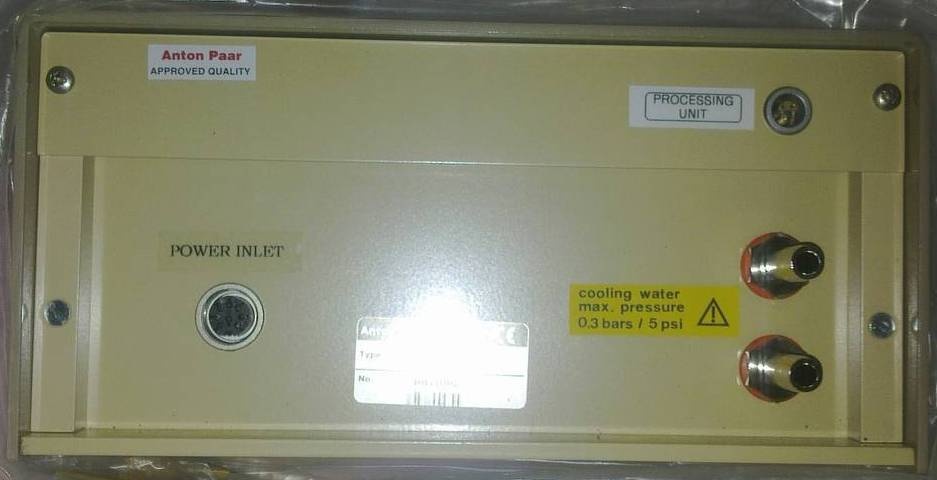 Anton Paar
APPROVED QUALITY
PROCESSING
UNIT
POWER INLET
cooling water
max. pressure
0,3 bars / 5 psi
Type
No.